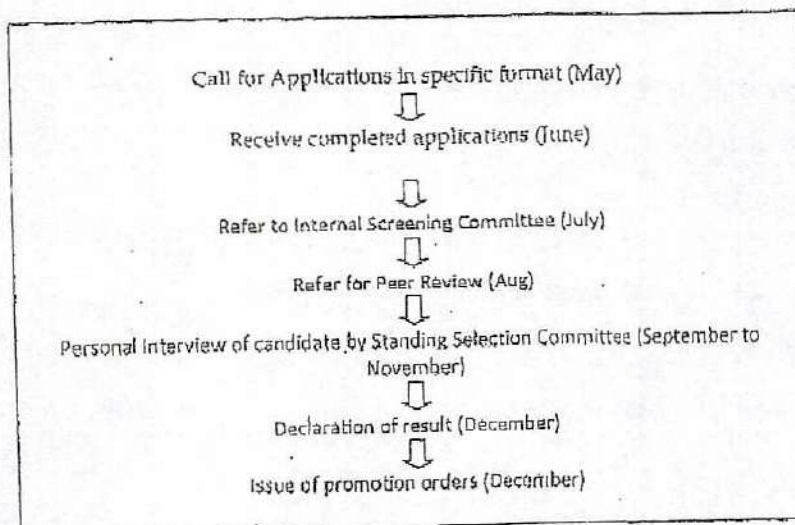 Call for Applications in specific format (May)
Receive completed applications (June)
Refer to Internal Screening Committee (July)
Refer for Peer Review (Aug)
Personal Interview of candidate by Standing Selection Committee (September to
November)
Declaration of result (December)
Issue of promotion orders (December)